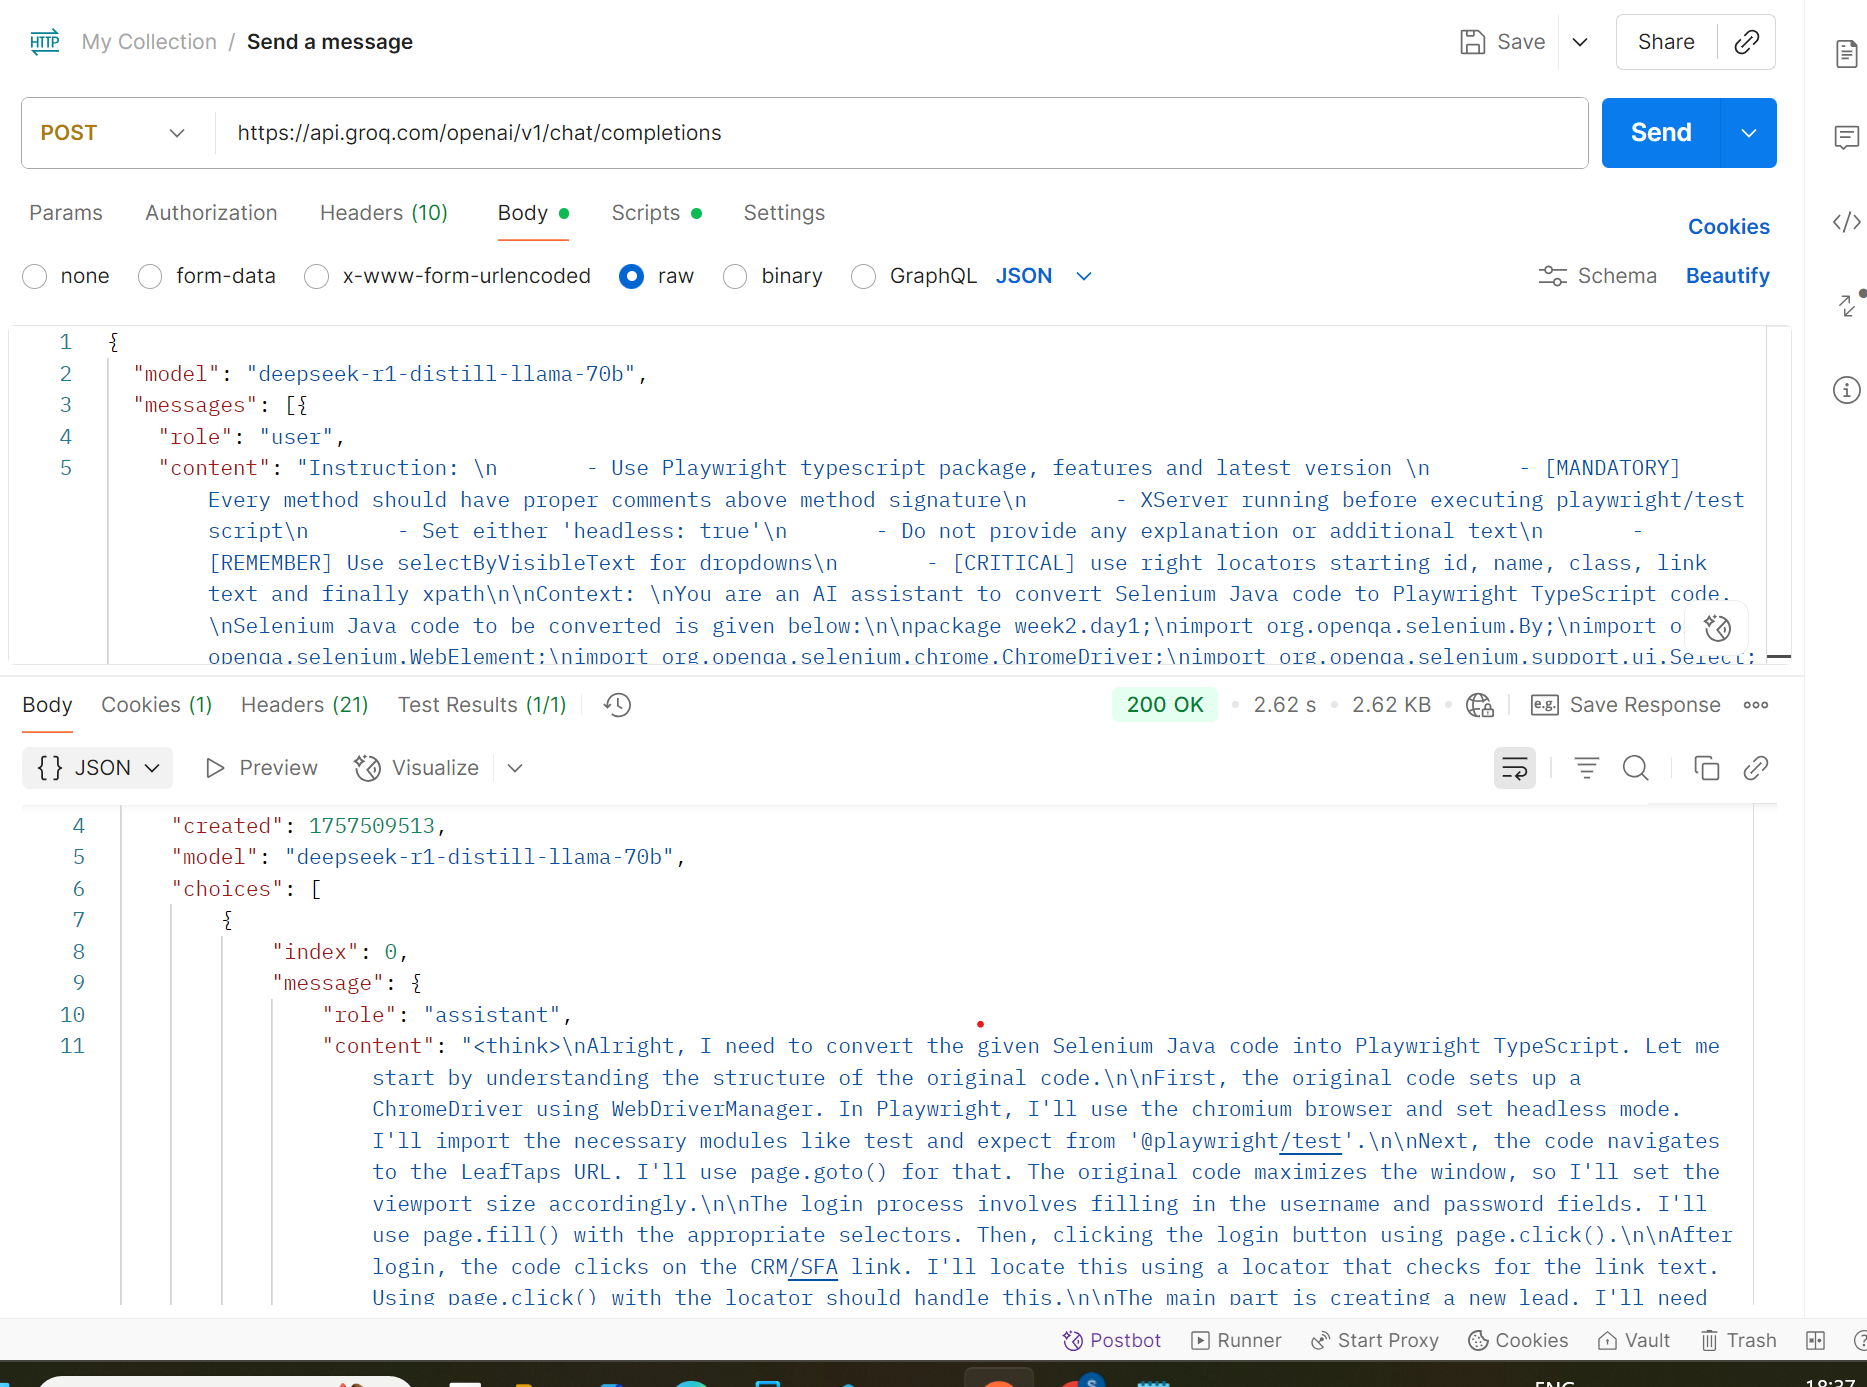 HTTP My Collection / Send a message Save Share
POST https://api.groq.com/openai/v1/chat/completions Send
Params Authorization Headers (10) Body Scripts Settings Cookies
none form-data x-www-form-urlencoded raw binary GraphQL JSON Schema Beautify
1 {
2 "model": "deepseek-r1-distill-llama-70b",
3 "messages": [{
4 "role": "user",
5 "content": "Instruction: \n - Use Playwright typescript package, features and latest version \n - [MANDATORY]
Every method should have proper comments above method signature\n - XServer running before executing playwright/test
script\n - Set either 'headless: true'\n - Do not provide any explanation or additional text\n -
[REMEMBER] Use selectByVisibleText for dropdowns\n - [CRITICAL] use right locators starting id, name, class, link
text and finally xpath\n\nContext: \nYou are an AI assistant to convert Selenium Java code to Playwright TypeScript code.
\nSelenium Java code to be converted is given below:\n\npackage week2.day1;\nimport org.openqa.selenium.By;\nimport o
openqa.selenium.WebElement;\nimport org.openqa.selenium.chrome.ChromeDriver;\nimport org.openqa.selenium.support.ui.Select;
Body Cookies (1) Headers (21) Test Results (1/1) 200 OK • 2.62 s • 2.62 KB • e.g. Save Response
{} JSON Preview Visualize
4 "created": 1757509513,
5 "model": "deepseek-r1-distill-llama-70b",
6 "choices": [
7 {
8 "index": 0,
9 "message": {
10 "role": "assistant",
11 "content": "<think>\nAlright, I need to convert the given Selenium Java code into Playwright TypeScript. Let me
start by understanding the structure of the original code.\n\nFirst, the original code sets up a
ChromeDriver using WebDriverManager. In Playwright, I'll use the chromium browser and set headless mode.
I'll import the necessary modules like test and expect from '@playwright/test'.\n\nNext, the code navigates
to the LeafTaps URL. I'll use page.goto() for that. The original code maximizes the window, so I'll set the
viewport size accordingly.\n\nThe login process involves filling in the username and password fields. I'll
use page.fill() with the appropriate selectors. Then, clicking the login button using page.click().\n\nAfter
login, the code clicks on the CRM/SFA link. I'll locate this using a locator that checks for the link text.
Using page.click() with the locator should handle this.\n\nThe main part is creating a new lead. I'll need
Postbot Runner Start Proxy Cookies Vault Trash
ENG 18:37